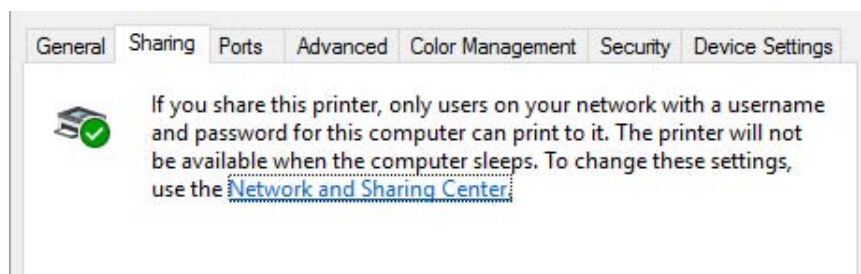 General Sharing Ports Advanced Color Management Security Device Settings
If you share this printer, only users on your network with a username
and password for this computer can print to it. The printer will not
be available when the computer sleeps. To change these settings,
use the Network and Sharing Center.